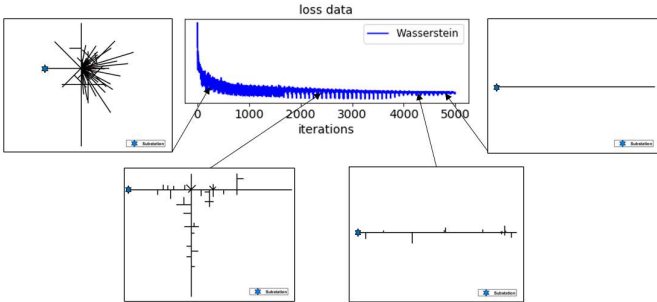 loss data
Wasserstein
0 1000 2000 3000 4000 5000
iterations
Substation
Substation
Substation
Substation